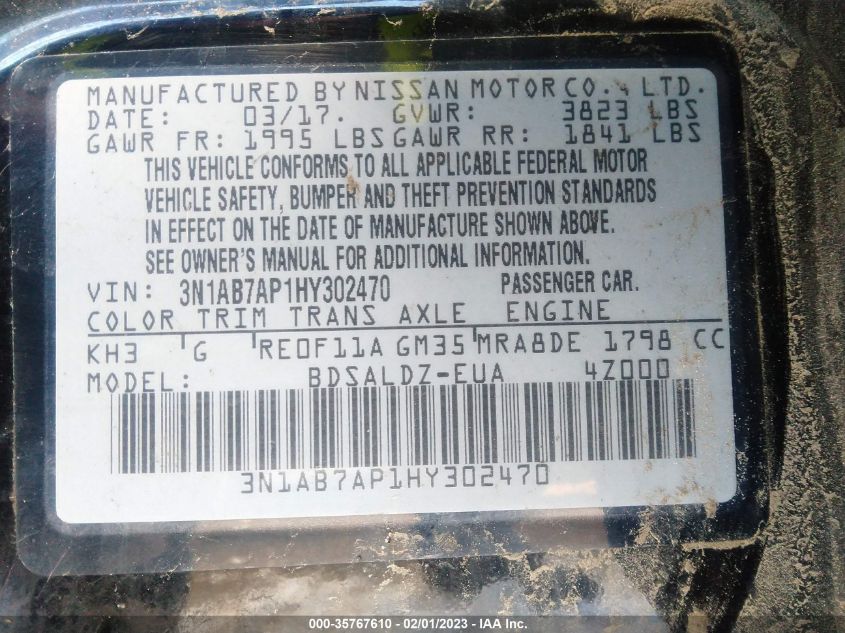 MANUFACTURED BY NISSAN MOTOR CO., LTD.
DATE: 03/17. GVWR: 3823 LBS
GAWR FR: 1995 LBS GAWR RR: 1841 LBS
THIS VEHICLE CONFORMS TO ALL APPLICABLE FEDERAL MOTOR
VEHICLE SAFETY, BUMPER AND THEFT PREVENTION STANDARDS
IN EFFECT ON THE DATE OF MANUFACTURE SHOWN ABOVE.
SEE OWNER'S MANUAL FOR ADDITIONAL INFORMATION.
VIN: 3N1AB7AP1HY302470 PASSENGER CAR.
COLOR TRIM TRANS AXLE ENGINE
KH3 G RE0F11A GM35 MRA8DE 1798 CC
MODEL: BDSALDZ-EUA 4Z000
3N1AB7AP1HY302470
000-35767610 - 02/01/2023 - IAA Inc.